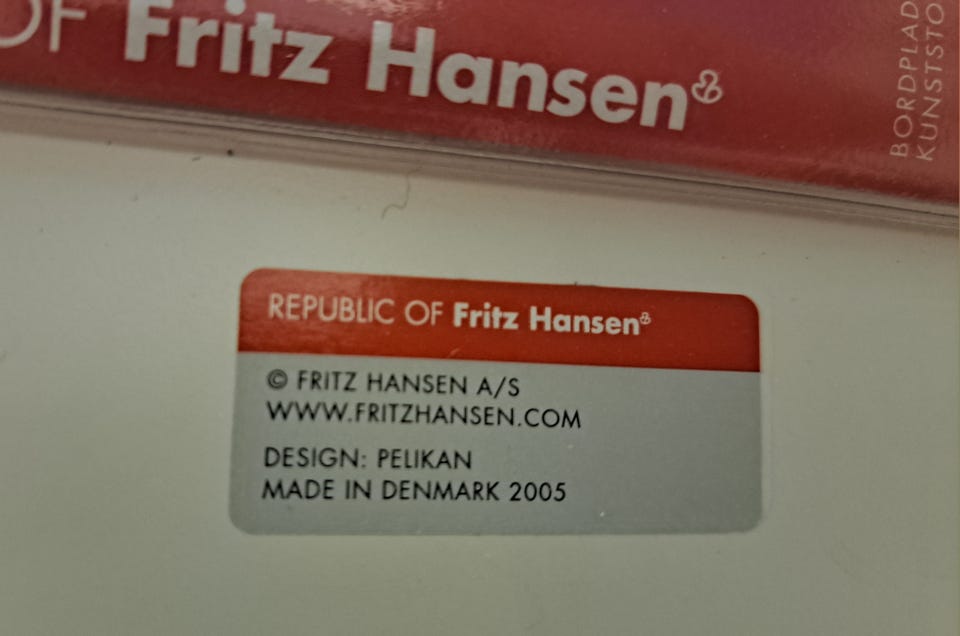 OF Fritz Hansen
BORDPLAD
KUNSTSTO
REPUBLIC OF Fritz Hansen
© FRITZ HANSEN A/S
WWW.FRITZHANSEN.COM
DESIGN: PELIKAN
MADE IN DENMARK 2005